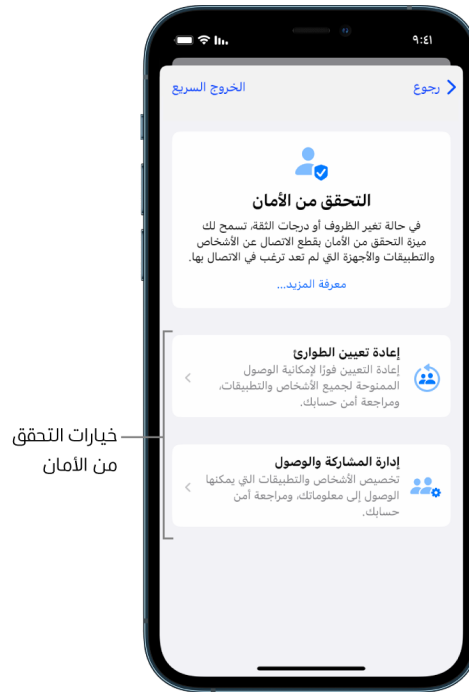 ٩:٤١
رجوع
الخروج السريع
التحقق من الأمان
في حالة تغير الظروف أو درجات الثقة، تسمح لك
ميزة التحقق من الأمان بقطع الاتصال عن الأشخاص
والتطبيقات والأجهزة التي لم تعد ترغب في الاتصال بها.
معرفة المزيد...
إعادة تعيين الطوارئ
إعادة التعيين فورًا لإمكانية الوصول
الممنوحة لجميع الأشخاص والتطبيقات،
ومراجعة أمن حسابك.
إدارة المشاركة والوصول
تخصيص الأشخاص والتطبيقات التي يمكنها
الوصول إلى معلوماتك، ومراجعة أمن
حسابك.
خيارات التحقق
من الأمان